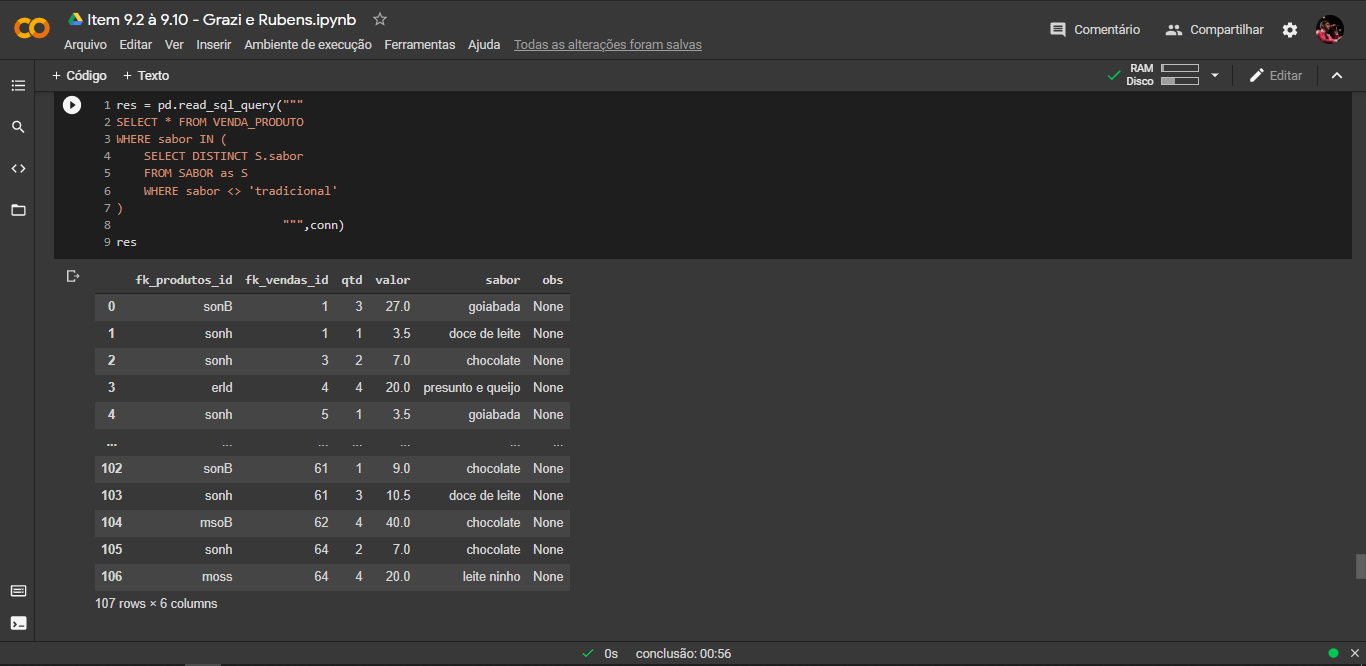 Item 9.2 à 9.10 - Grazi e Rubens.ipynb
Arquivo Editar Ver Inserir Ambiente de execução Ferramentas Ajuda Todas as alterações foram salvas
Comentário Compartilhar
+ Código + Texto
RAM
Disco
Editar
1 res = pd.read_sql_query("""
2 SELECT * FROM VENDA_PRODUTO
3 WHERE sabor IN (
4     SELECT DISTINCT S.sabor
5     FROM SABOR as S
6     WHERE sabor <> 'tradicional'
7 )
8                         """,conn)
9 res
fk_produtos_id fk_vendas_id qtd valor sabor obs
0 sonB 1 3 27.0 goiabada None
1 sonh 1 1 3.5 doce de leite None
2 sonh 3 2 7.0 chocolate None
3 erld 4 4 20.0 presunto e queijo None
4 sonh 5 1 3.5 goiabada None
... ... ... ... ... ... ...
102 sonB 61 1 9.0 chocolate None
103 sonh 61 3 10.5 doce de leite None
104 msoB 62 4 40.0 chocolate None
105 sonh 64 2 7.0 chocolate None
106 moss 64 4 20.0 leite ninho None
107 rows × 6 columns
0s conclusão: 00:56